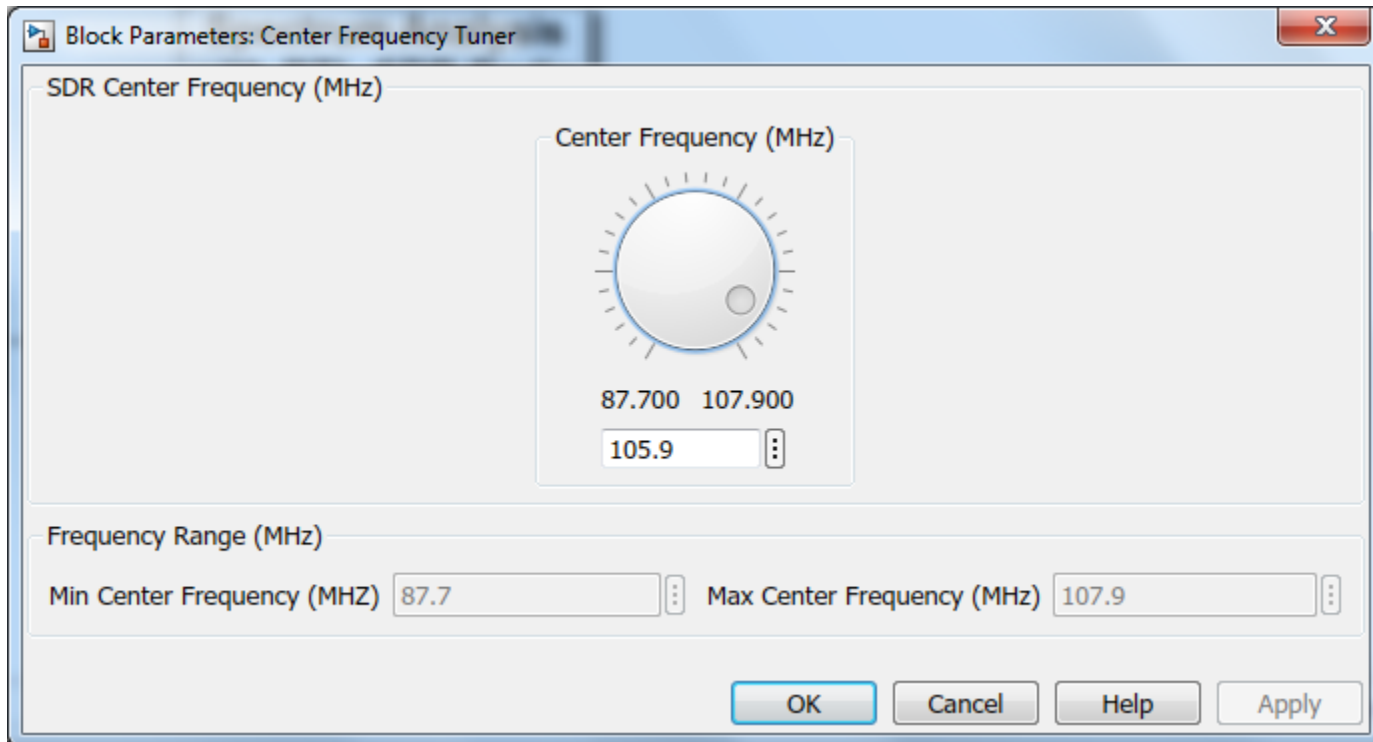 Block Parameters: Center Frequency Tuner
SDR Center Frequency (MHz)
Center Frequency (MHz)
87.700 107.900
105.9
Frequency Range (MHz)
Min Center Frequency (MHZ) 87.7 Max Center Frequency (MHz) 107.9
OK Cancel Help Apply